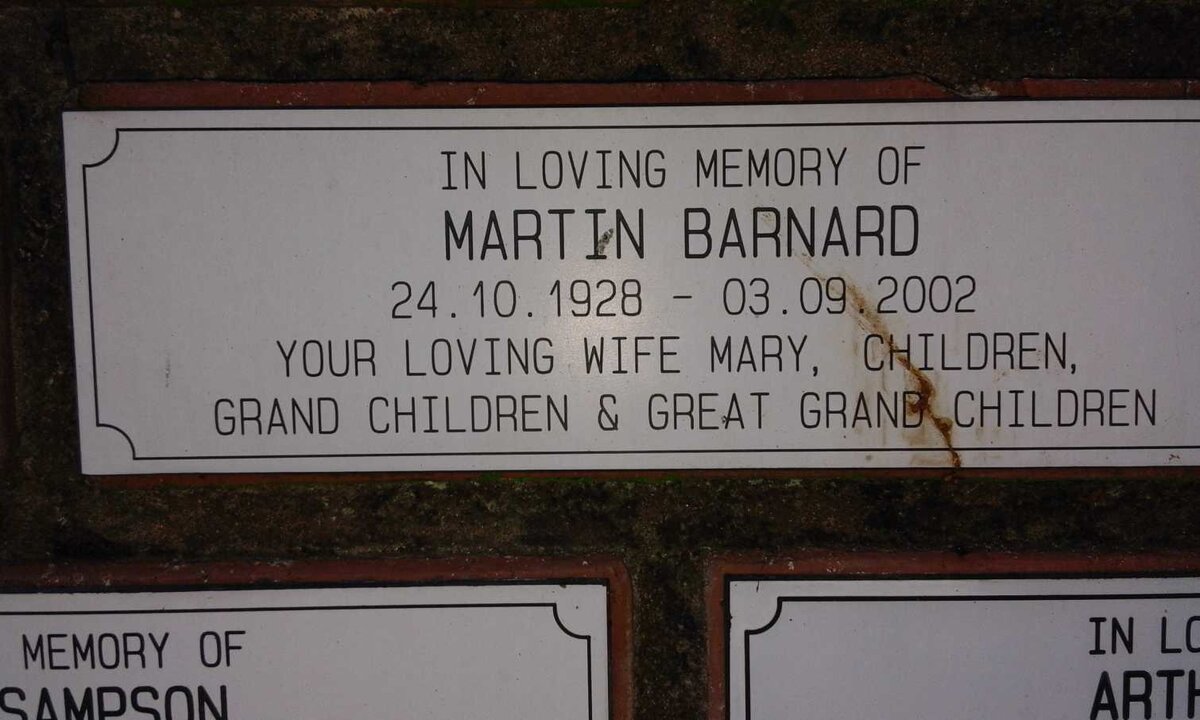 IN LOVING MEMORY OF
MARTIN BARNARD
24.10.1928 - 03.09.2002
YOUR LOVING WIFE MARY, CHILDREN,
GRAND CHILDREN & GREAT GRAND CHILDREN
MEMORY OF
SAMPSON
IN LO
ARTH